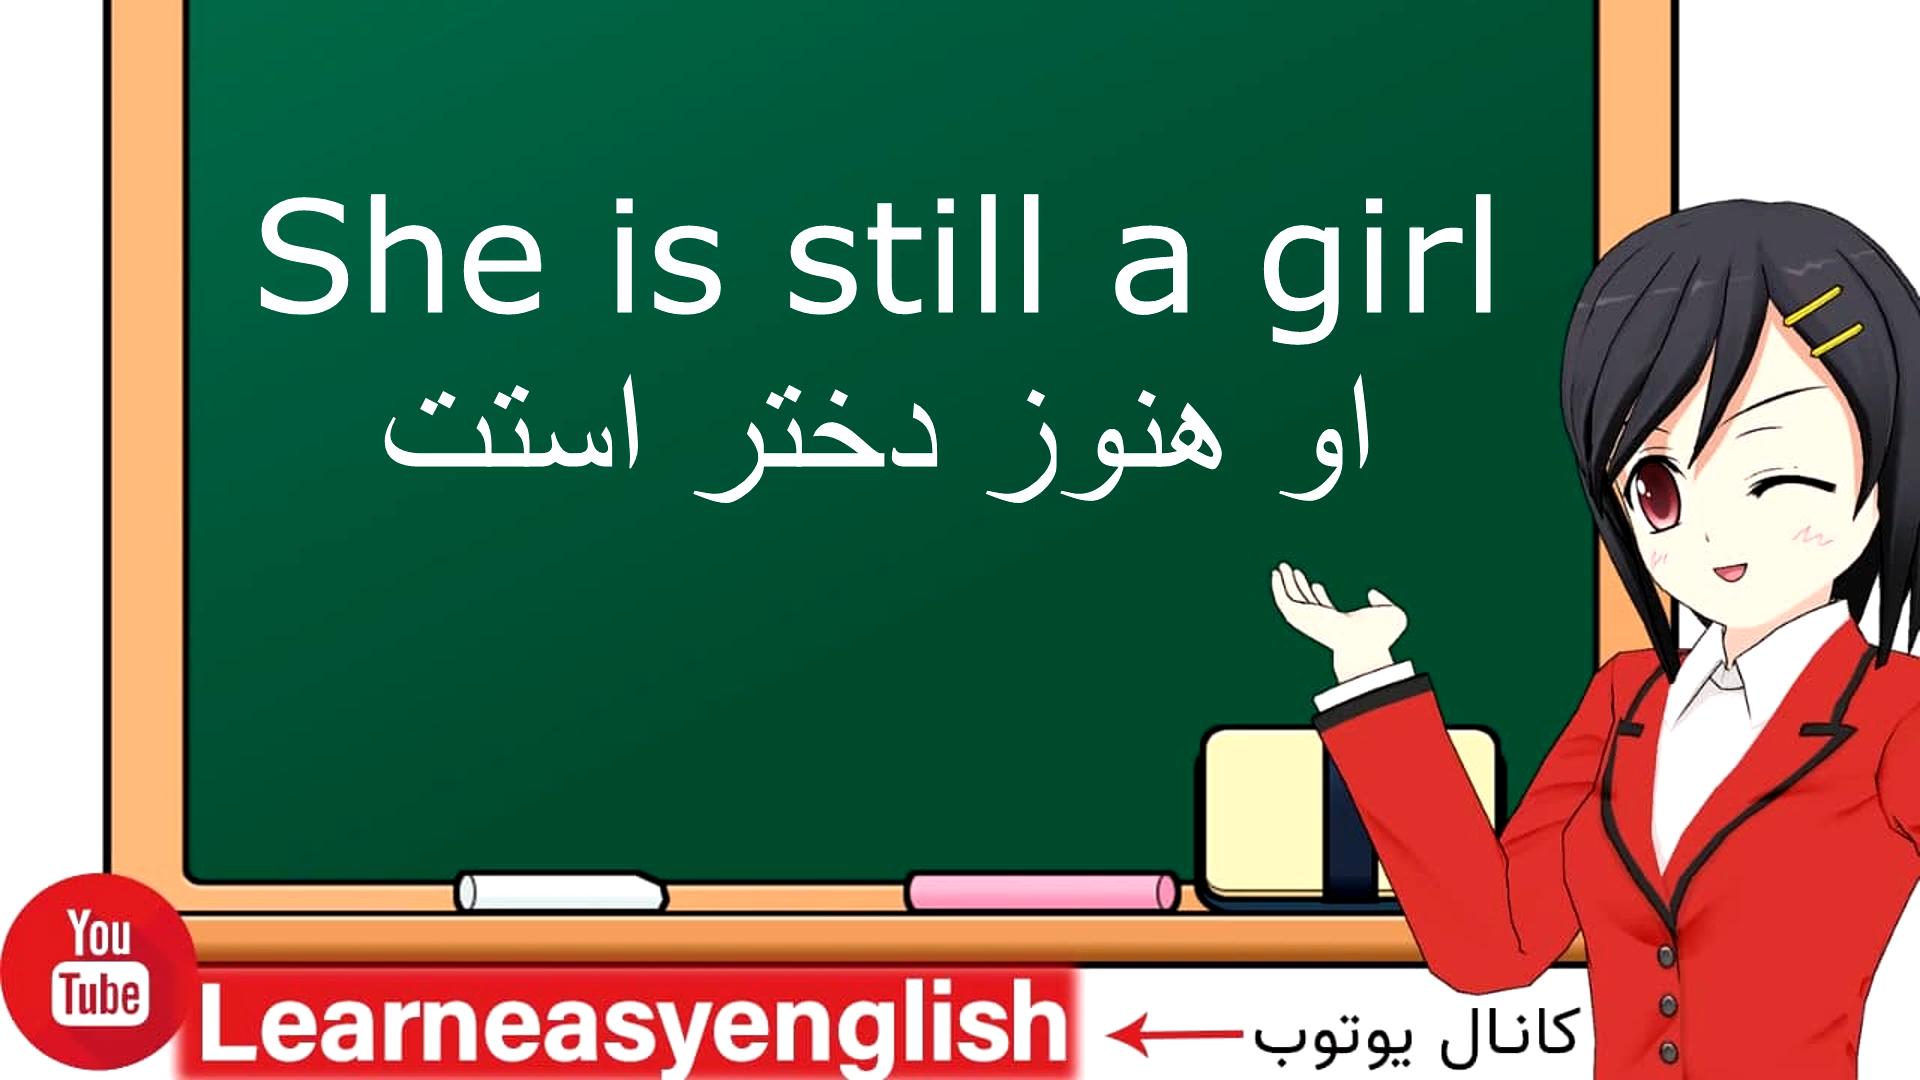 She is still a girl
او هنوز دختر استت
You
Tube
Learneasyenglish
کانال یوتوب